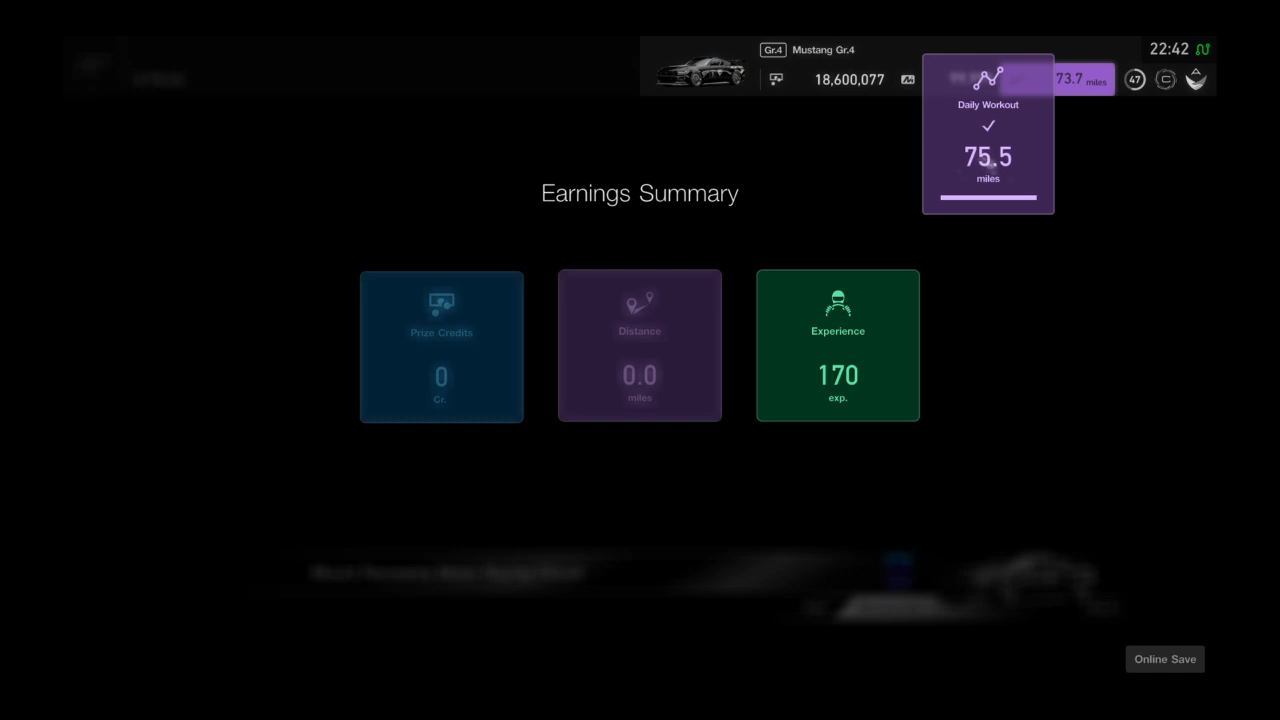 Gr.4 Mustang Gr.4
22:42
18,600,077
73.7 miles
47
Daily Workout
75.5
miles
Earnings Summary
Prize Credits
0
Cr.
Distance
0.0
miles
Experience
170
exp.
Online Save